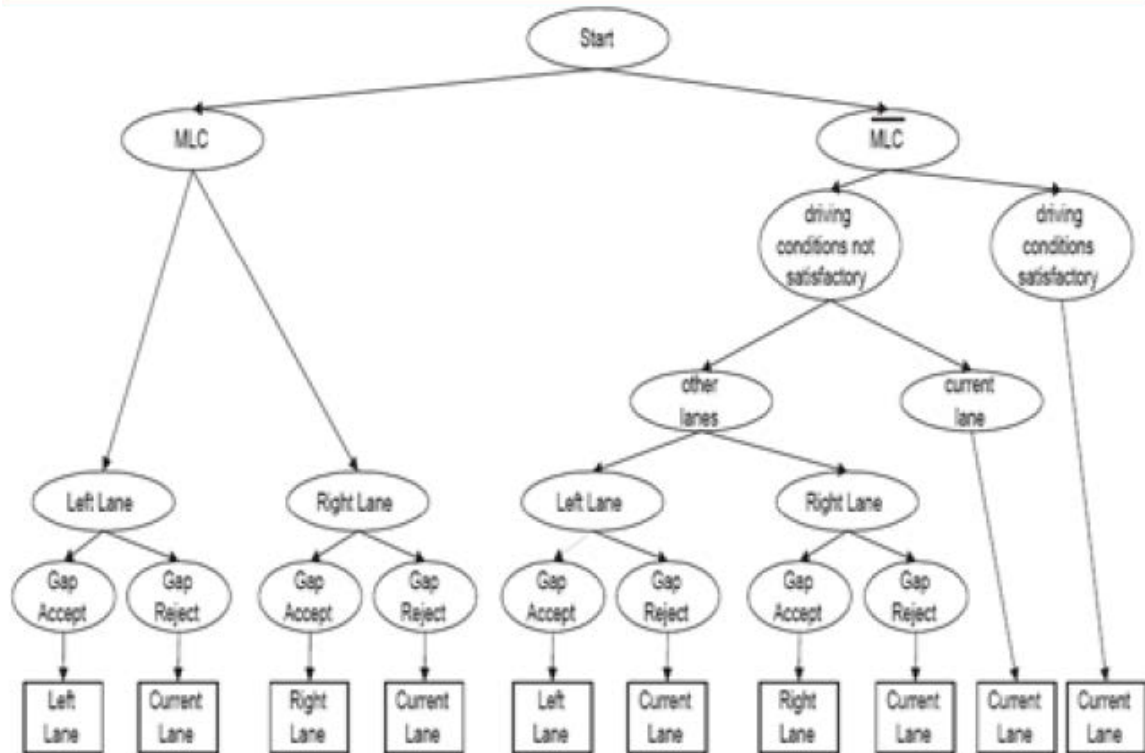 Start
MLC
M̅L̅C̅
driving
conditions not
satisfactory
driving
conditions
satisfactory
other
lanes
current
lane
Left Lane
Right Lane
Left Lane
Right Lane
Gap
Accept
Gap
Reject
Gap
Accept
Gap
Reject
Gap
Accept
Gap
Reject
Gap
Accept
Gap
Reject
Left
Lane
Current
Lane
Right
Lane
Current
Lane
Left
Lane
Current
Lane
Right
Lane
Current
Lane
Current
Lane
Current
Lane